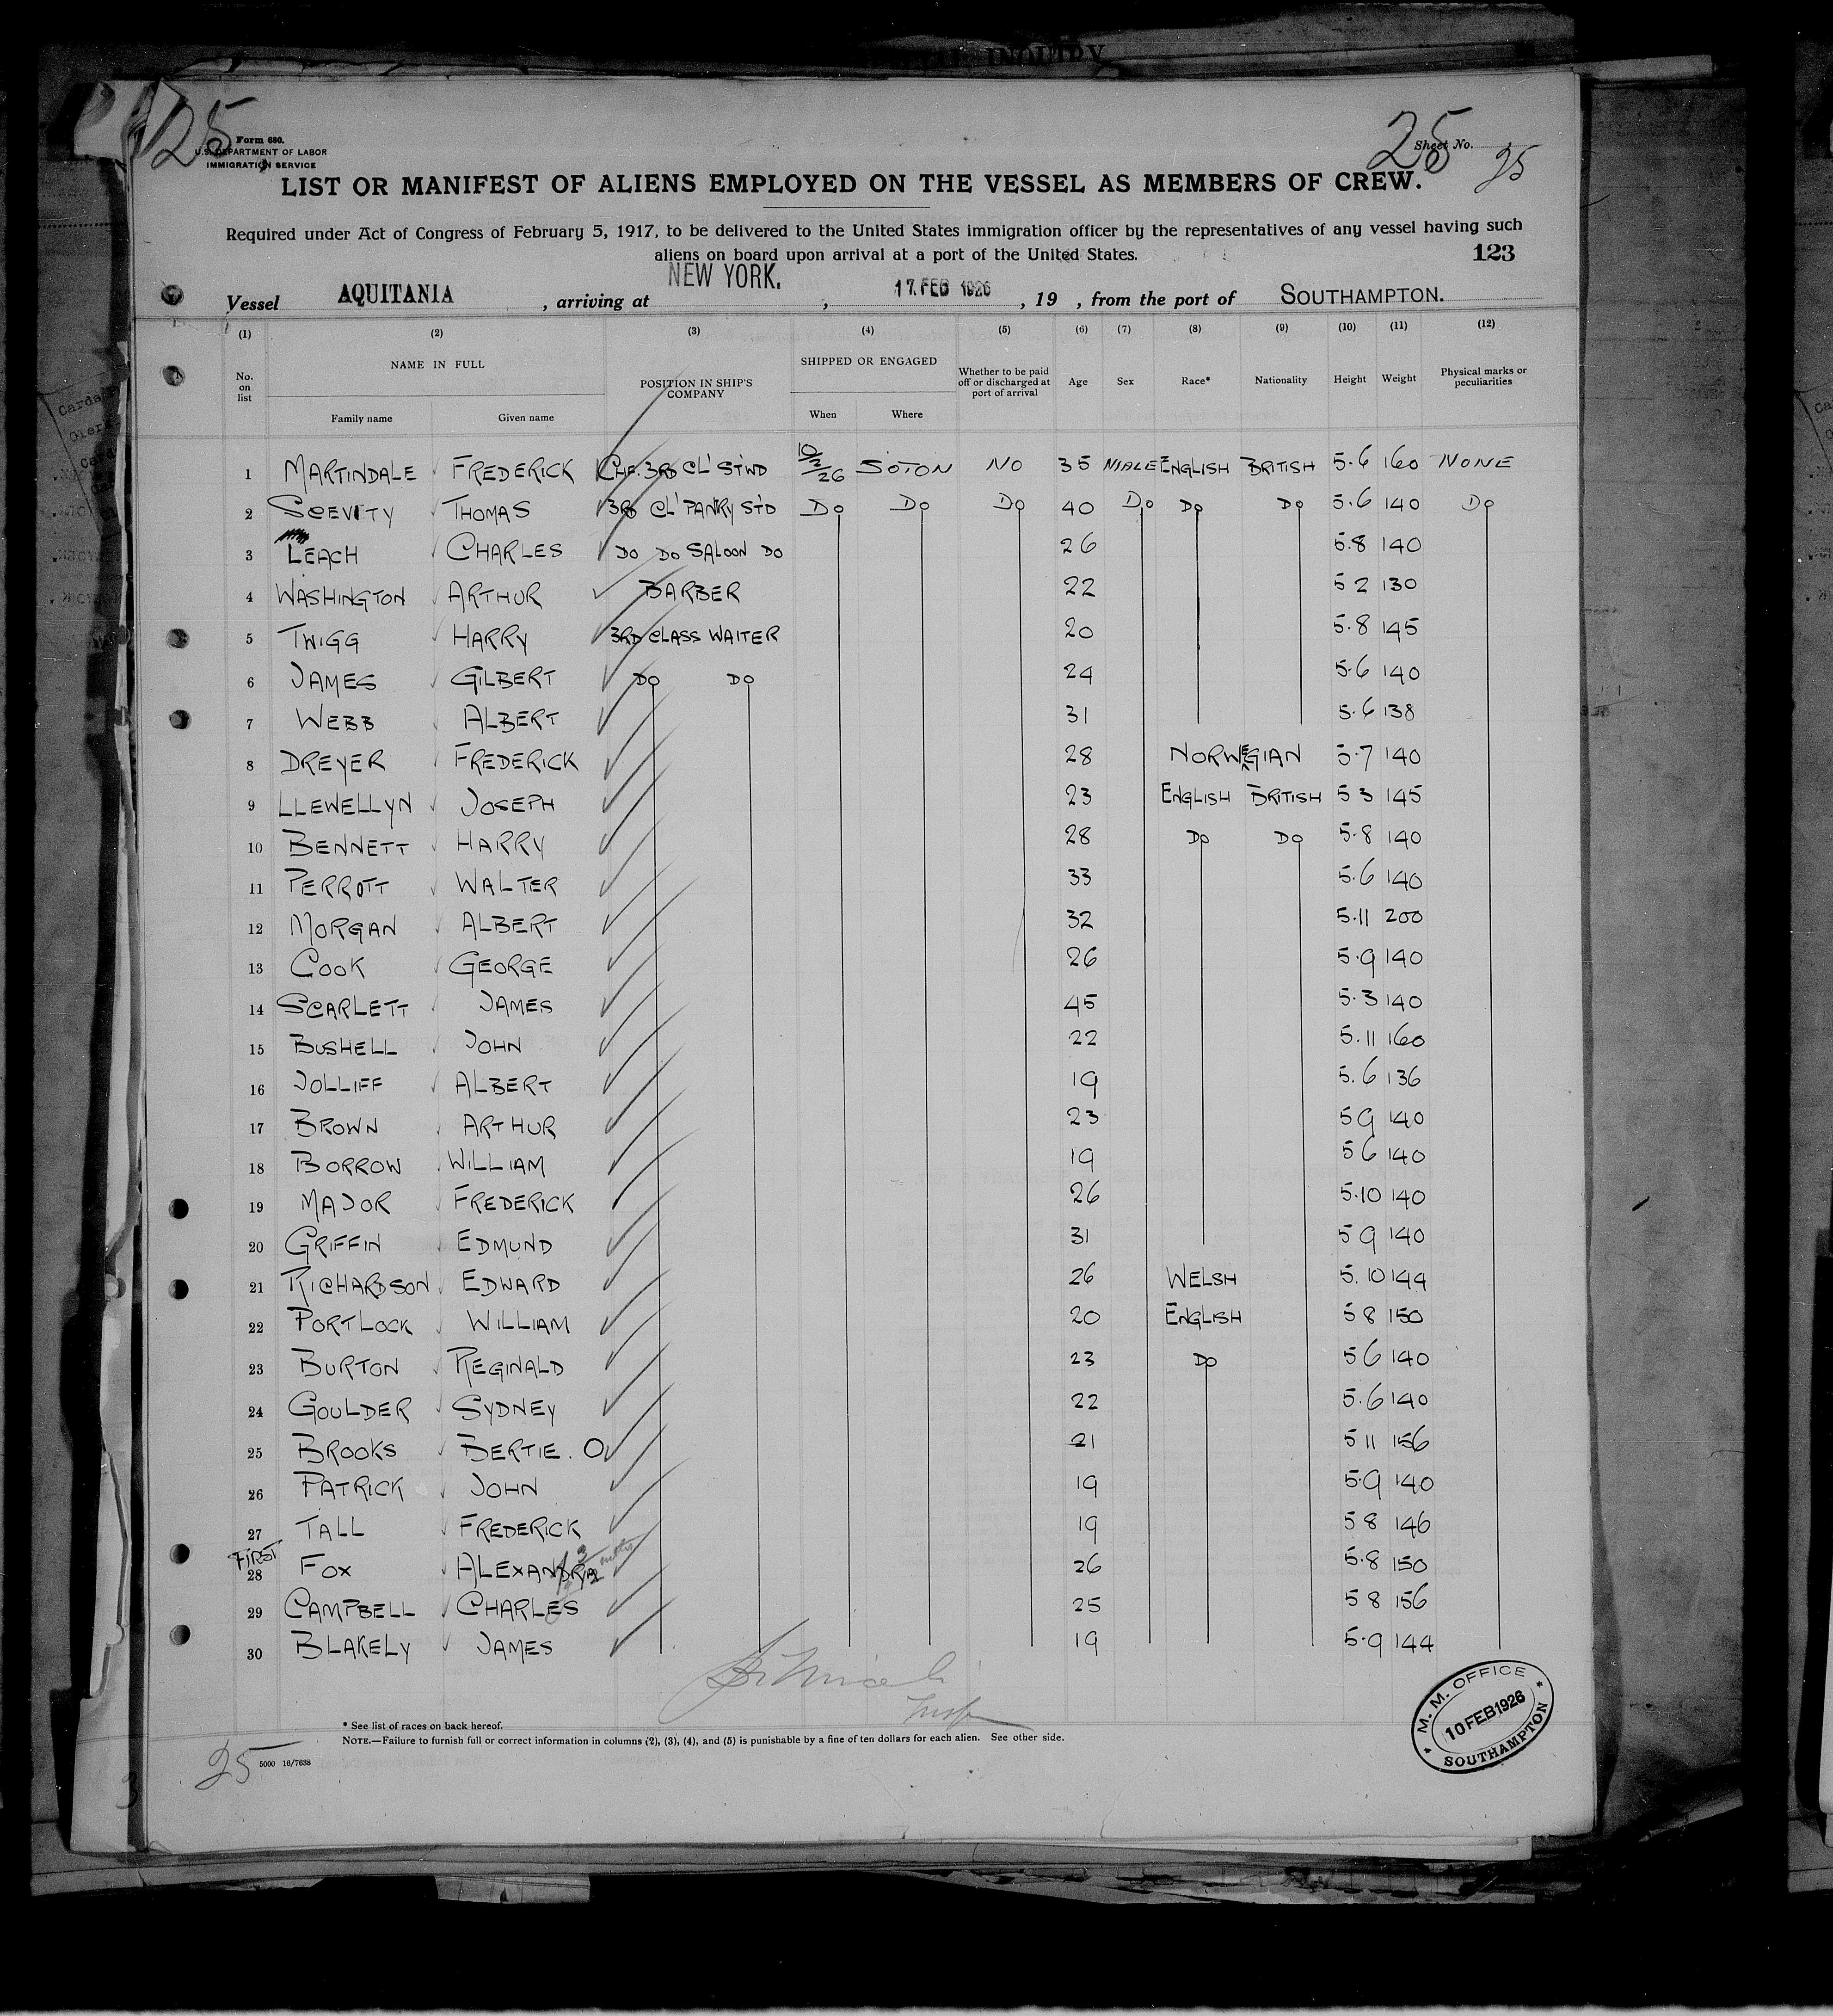 SPECIAL INQUIRY
25
25
Form 680.
U.S. DEPARTMENT OF LABOR
IMMIGRATION SERVICE
Sheet No. 25
LIST OR MANIFEST OF ALIENS EMPLOYED ON THE VESSEL AS MEMBERS OF CREW.
Required under Act of Congress of February 5, 1917, to be delivered to the United States immigration officer by the representatives of any vessel having such
aliens on board upon arrival at a port of the United States.
123
Vessel AQUITANIA, arriving at NEW YORK., 17. FEB 1926, 19 , from the port of SOUTHAMPTON.
(1) (2) (3) (4) (5) (6) (7) (8) (9) (10) (11) (12)
No. on list NAME IN FULL POSITION IN SHIP'S COMPANY SHIPPED OR ENGAGED Whether to be paid off or discharged at port of arrival Age Sex Race* Nationality Height Weight Physical marks or peculiarities
Family name Given name When Where
1 MARTINDALE FREDERICK CHF. 3RD CL' STWD 10/2/26 SOTON NO 35 MALE ENGLISH BRITISH 5.6 160 NONE
2 SCEVITY THOMAS 3RD CL' PANTRY STD DO DO DO 40 DO DO DO 5.6 140 DO
3 LEACH CHARLES DO DO SALOON DO 26 5.8 140
4 WASHINGTON ARTHUR BARBER 22 5 2 130
5 TWIGG HARRY 3RD CLASS WAITER 20 5.8 145
6 JAMES GILBERT DO DO 24 5.6 140
7 WEBB ALBERT 31 5.6 138
8 DREYER FREDERICK 28 NORWEGIAN 5.7 140
9 LLEWELLYN JOSEPH 23 ENGLISH BRITISH 5 3 145
10 BENNETT HARRY 28 DO DO 5.8 140
11 PERROTT WALTER 33 5.6 140
12 MORGAN ALBERT 32 5.11 200
13 COOK GEORGE 26 5.9 140
14 SCARLETT JAMES 45 5.3 140
15 BUSHELL JOHN 22 5.11 160
16 JOLLIFF ALBERT 19 5.6 136
17 BROWN ARTHUR 23 5 9 140
18 BORROW WILLIAM 19 5 6 140
19 MAJOR FREDERICK 26 5.10 140
20 GRIFFIN EDMUND 31 5 9 140
21 RICHARDSON EDWARD 26 WELSH 5.10 144
22 PORTLOCK WILLIAM 20 ENGLISH 5 8 150
23 BURTON REGINALD 23 DO 5 6 140
24 GOULDER SYDNEY 22 5.6 140
25 BROOKS BERTIE. O 21 5 11 156
26 PATRICK JOHN 19 5.9 140
27 TALL FREDERICK 19 5 8 146
FIRST
28 FOX ALEXANDRA 26 5.8 150
29 CAMPBELL CHARLES 25 5 8 156
30 BLAKELY JAMES 19 5.9 144
M. M. OFFICE
10 FEB 1926
SOUTHAMPTON
* See list of races on back hereof.
NOTE.—Failure to furnish full or correct information in columns (2), (3), (4), and (5) is punishable by a fine of ten dollars for each alien. See other side.
25
5000 16/7638